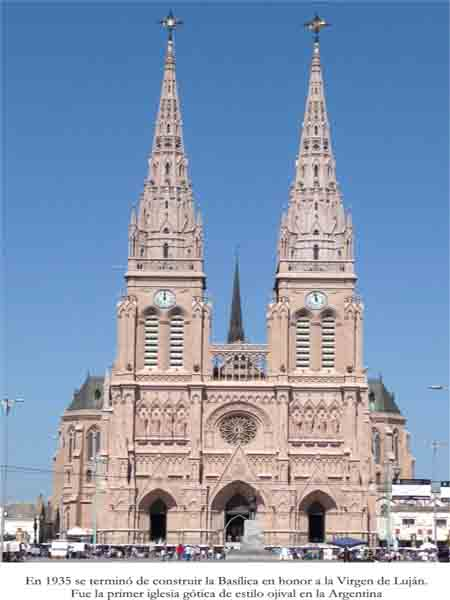 En 1935 se terminó de construir la Basílica en honor a la Virgen de Luján.
Fue la primer iglesia gótica de estilo ojival en la Argentina